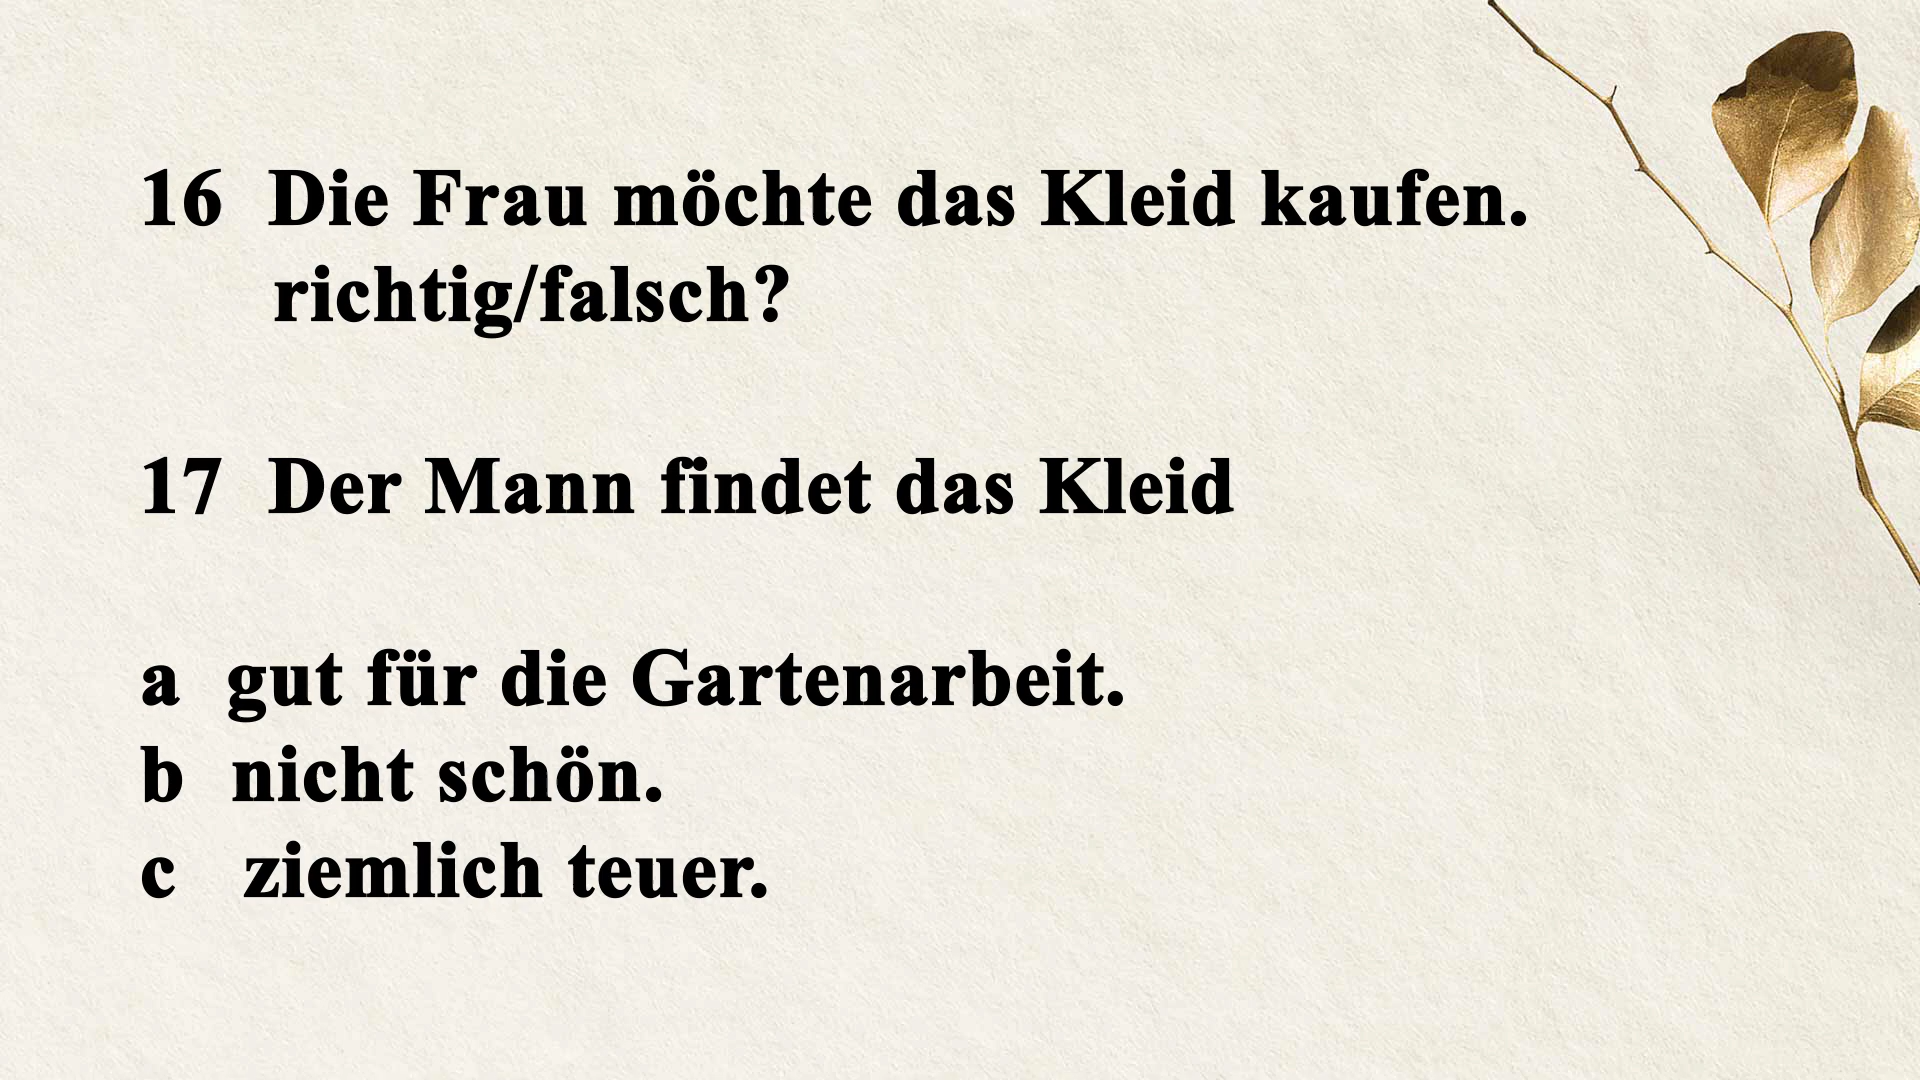 16 Die Frau möchte das Kleid kaufen.
richtig/falsch?
17 Der Mann findet das Kleid
a gut für die Gartenarbeit.
b nicht schön.
c ziemlich teuer.